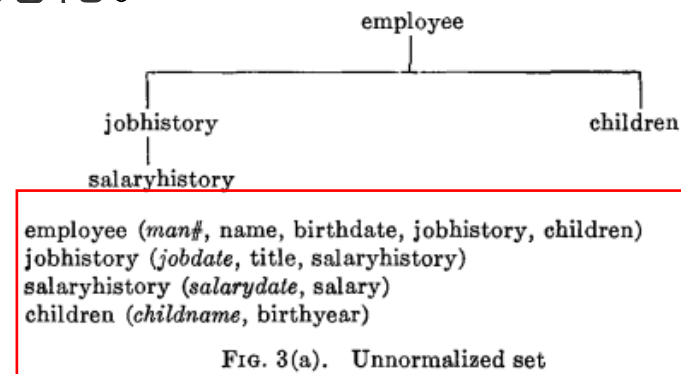 employee
jobhistory children
salaryhistory
employee (man#, name, birthdate, jobhistory, children)
jobhistory (jobdate, title, salaryhistory)
salaryhistory (salarydate, salary)
children (childname, birthyear)
FIG. 3(a). Unnormalized set